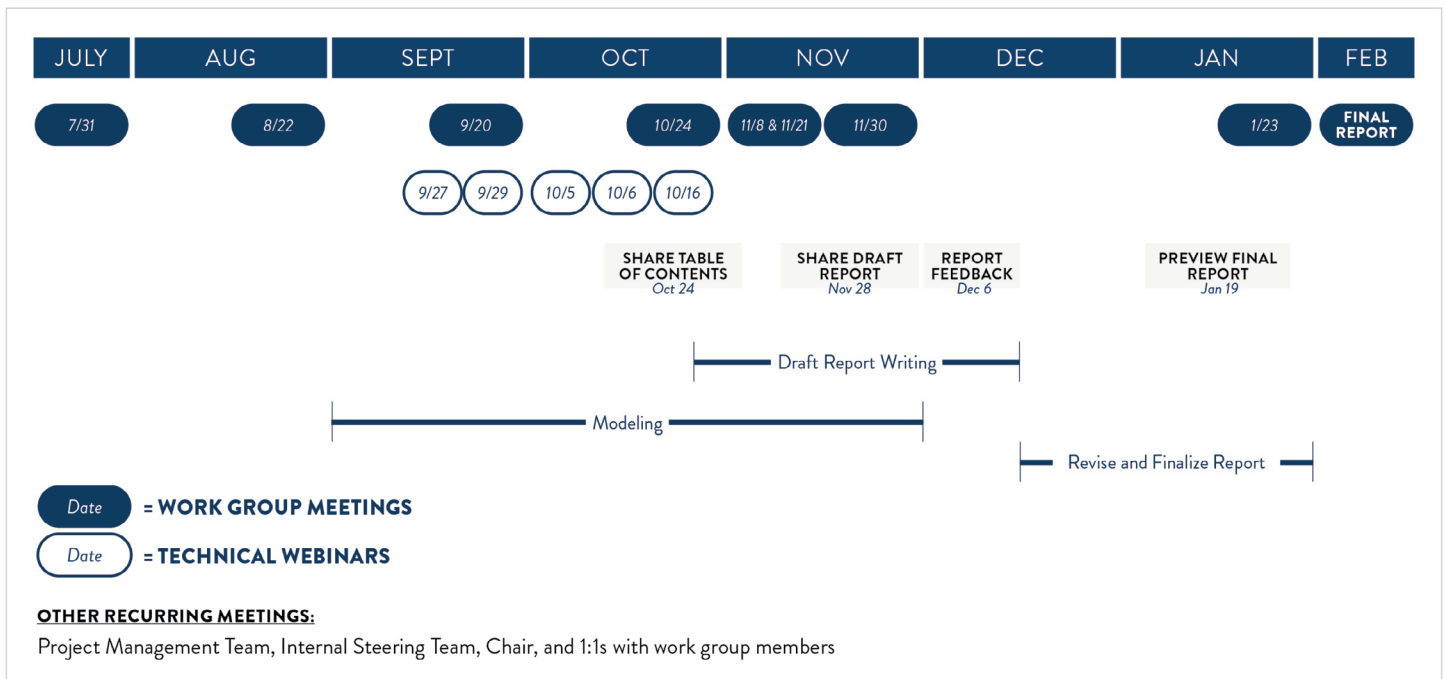 JULY
AUG
SEPT
OCT
NOV
DEC
JAN
FEB
7/31
8/22
9/20
10/24
11/8 & 11/21
11/30
1/23
FINAL
REPORT
9/27
9/29
10/5
10/6
10/16
SHARE TABLE
OF CONTENTS
Oct 24
SHARE DRAFT
REPORT
Nov 28
REPORT
FEEDBACK
Dec 6
PREVIEW FINAL
REPORT
Jan 19
Draft Report Writing
Modeling
Revise and Finalize Report
Date = WORK GROUP MEETINGS
Date = TECHNICAL WEBINARS
OTHER RECURRING MEETINGS:
Project Management Team, Internal Steering Team, Chair, and 1:1s with work group members